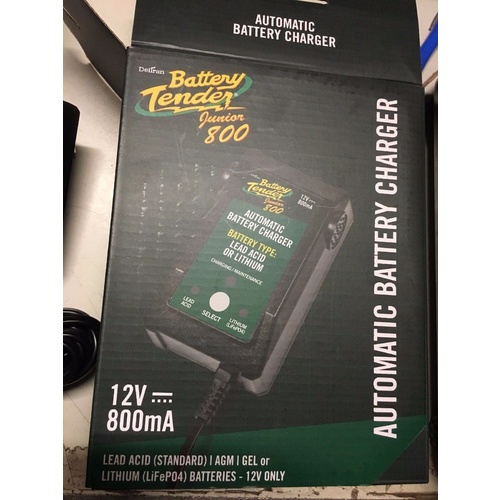 AUTOMATIC
BATTERY CHARGER
Deltran
Battery
Tender
Junior
800
Battery
Tender
Junior
800
12V
800mA
AUTOMATIC
BATTERY CHARGER
BATTERY TYPE:
LEAD ACID
OR LITHIUM
CHARGING/MAINTENANCE
LEAD
ACID
SELECT
LITHIUM
(LiFePO4)
AUTOMATIC BATTERY CHARGER
12V
800mA
LEAD ACID (STANDARD) | AGM | GEL or
LITHIUM (LiFePO4) BATTERIES - 12V ONLY